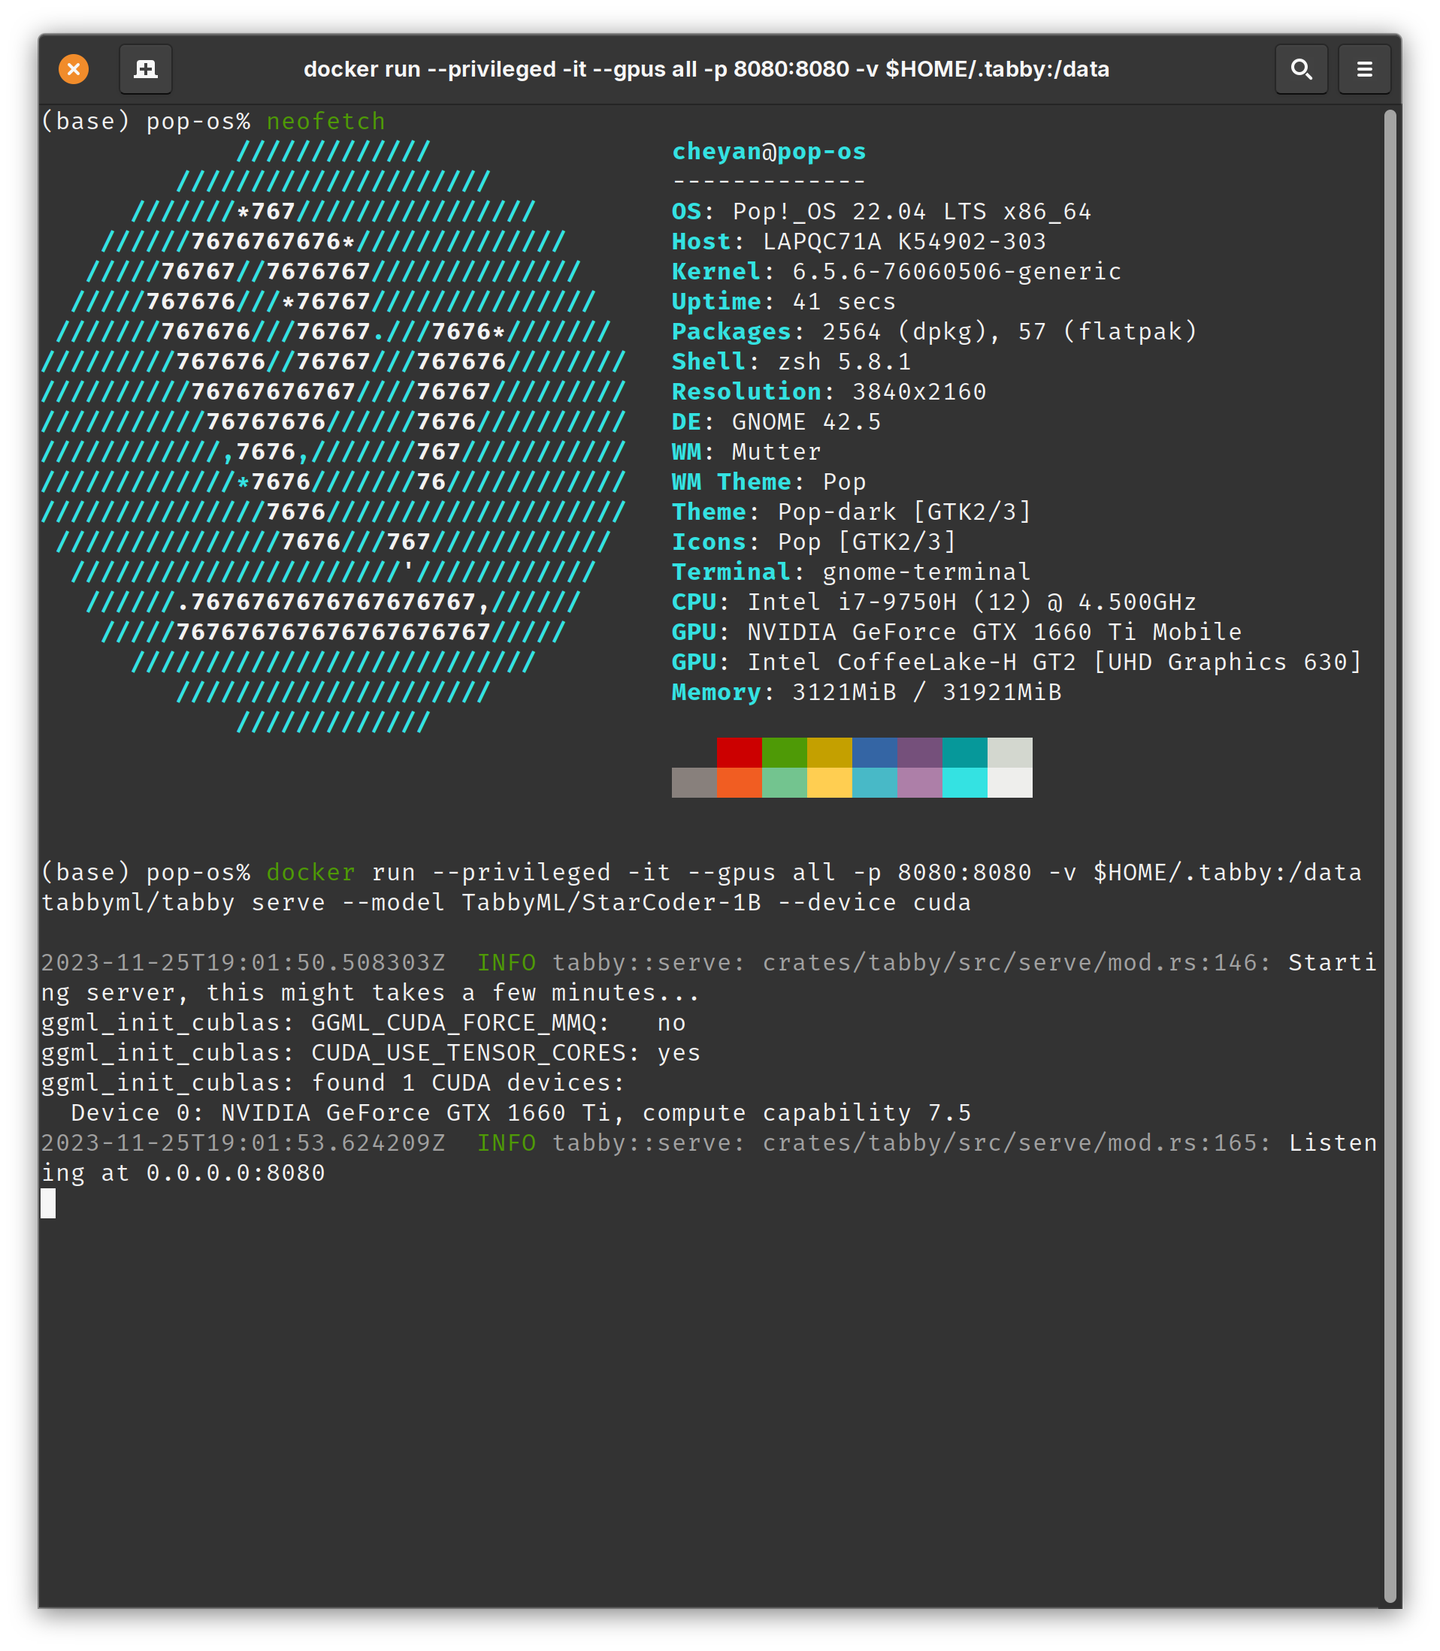 docker run --privileged -it --gpus all -p 8080:8080 -v $HOME/.tabby:/data
(base) pop-os% neofetch
             /////////////
         /////////////////////
      ///////*767////////////////
    //////7676767676*//////////////
   /////76767//7676767//////////////
  /////767676///*76767///////////////
 ///////767676///76767.///7676*///////
/////////767676//76767///767676////////
//////////76767676767////76767/////////
///////////76767676//////7676//////////
////////////,7676,///////767///////////
/////////////*7676///////76////////////
///////////////7676////////////////////
 ///////////////7676///767////////////
  //////////////////////'////////////
   //////.7676767676767676767,//////
    /////767676767676767676767/////
      ///////////////////////////
         /////////////////////
             /////////////
cheyan@pop-os
-------------
OS: Pop!_OS 22.04 LTS x86_64
Host: LAPQC71A K54902-303
Kernel: 6.5.6-76060506-generic
Uptime: 41 secs
Packages: 2564 (dpkg), 57 (flatpak)
Shell: zsh 5.8.1
Resolution: 3840x2160
DE: GNOME 42.5
WM: Mutter
WM Theme: Pop
Theme: Pop-dark [GTK2/3]
Icons: Pop [GTK2/3]
Terminal: gnome-terminal
CPU: Intel i7-9750H (12) @ 4.500GHz
GPU: NVIDIA GeForce GTX 1660 Ti Mobile
GPU: Intel CoffeeLake-H GT2 [UHD Graphics 630]
Memory: 3121MiB / 31921MiB
(base) pop-os% docker run --privileged -it --gpus all -p 8080:8080 -v $HOME/.tabby:/data
tabbyml/tabby serve --model TabbyML/StarCoder-1B --device cuda
2023-11-25T19:01:50.508303Z  INFO tabby::serve: crates/tabby/src/serve/mod.rs:146: Starti
ng server, this might takes a few minutes...
ggml_init_cublas: GGML_CUDA_FORCE_MMQ:   no
ggml_init_cublas: CUDA_USE_TENSOR_CORES: yes
ggml_init_cublas: found 1 CUDA devices:
  Device 0: NVIDIA GeForce GTX 1660 Ti, compute capability 7.5
2023-11-25T19:01:53.624209Z  INFO tabby::serve: crates/tabby/src/serve/mod.rs:165: Listen
ing at 0.0.0.0:8080